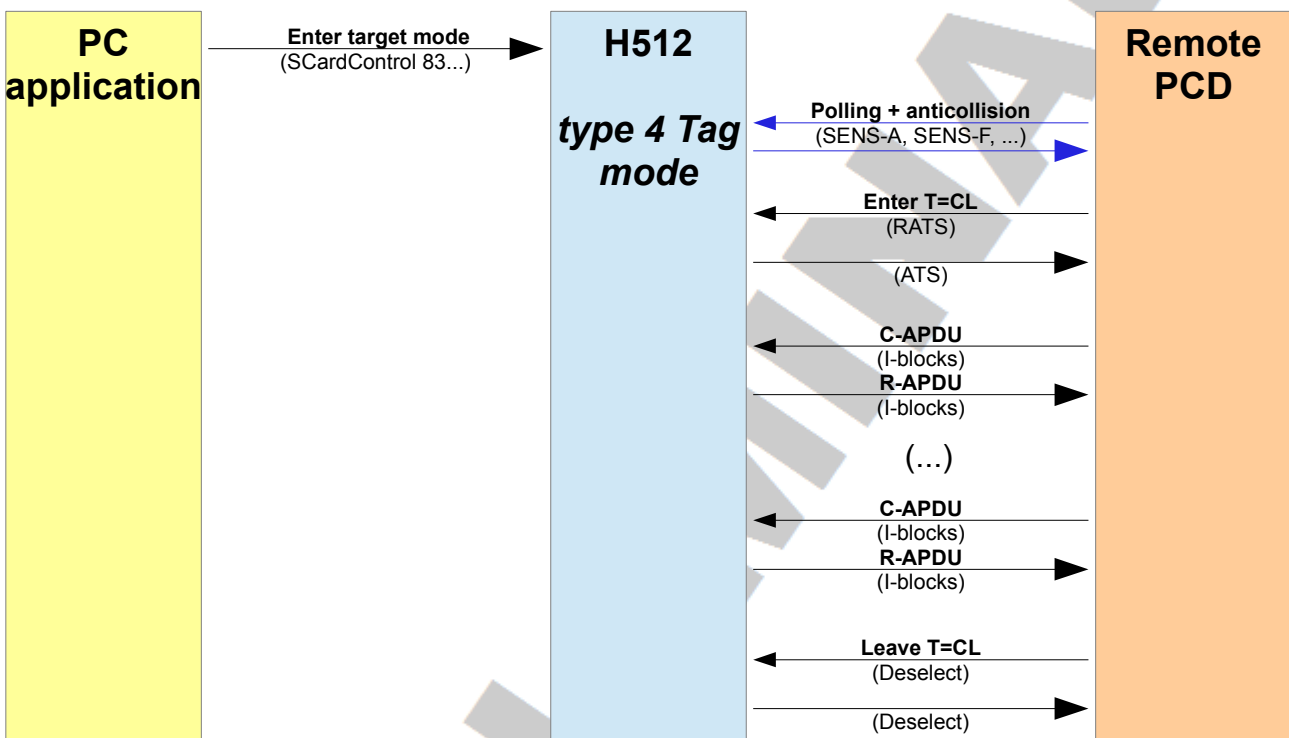 PC
application
Enter target mode
(SCardControl 83...)
H512
type 4 Tag
mode
Remote
PCD
Polling + anticollision
(SENS-A, SENS-F, ...)
Enter T=CL
(RATS)
(ATS)
C-APDU
(I-blocks)
R-APDU
(I-blocks)
(...)
C-APDU
(I-blocks)
R-APDU
(I-blocks)
Leave T=CL
(Deselect)
(Deselect)